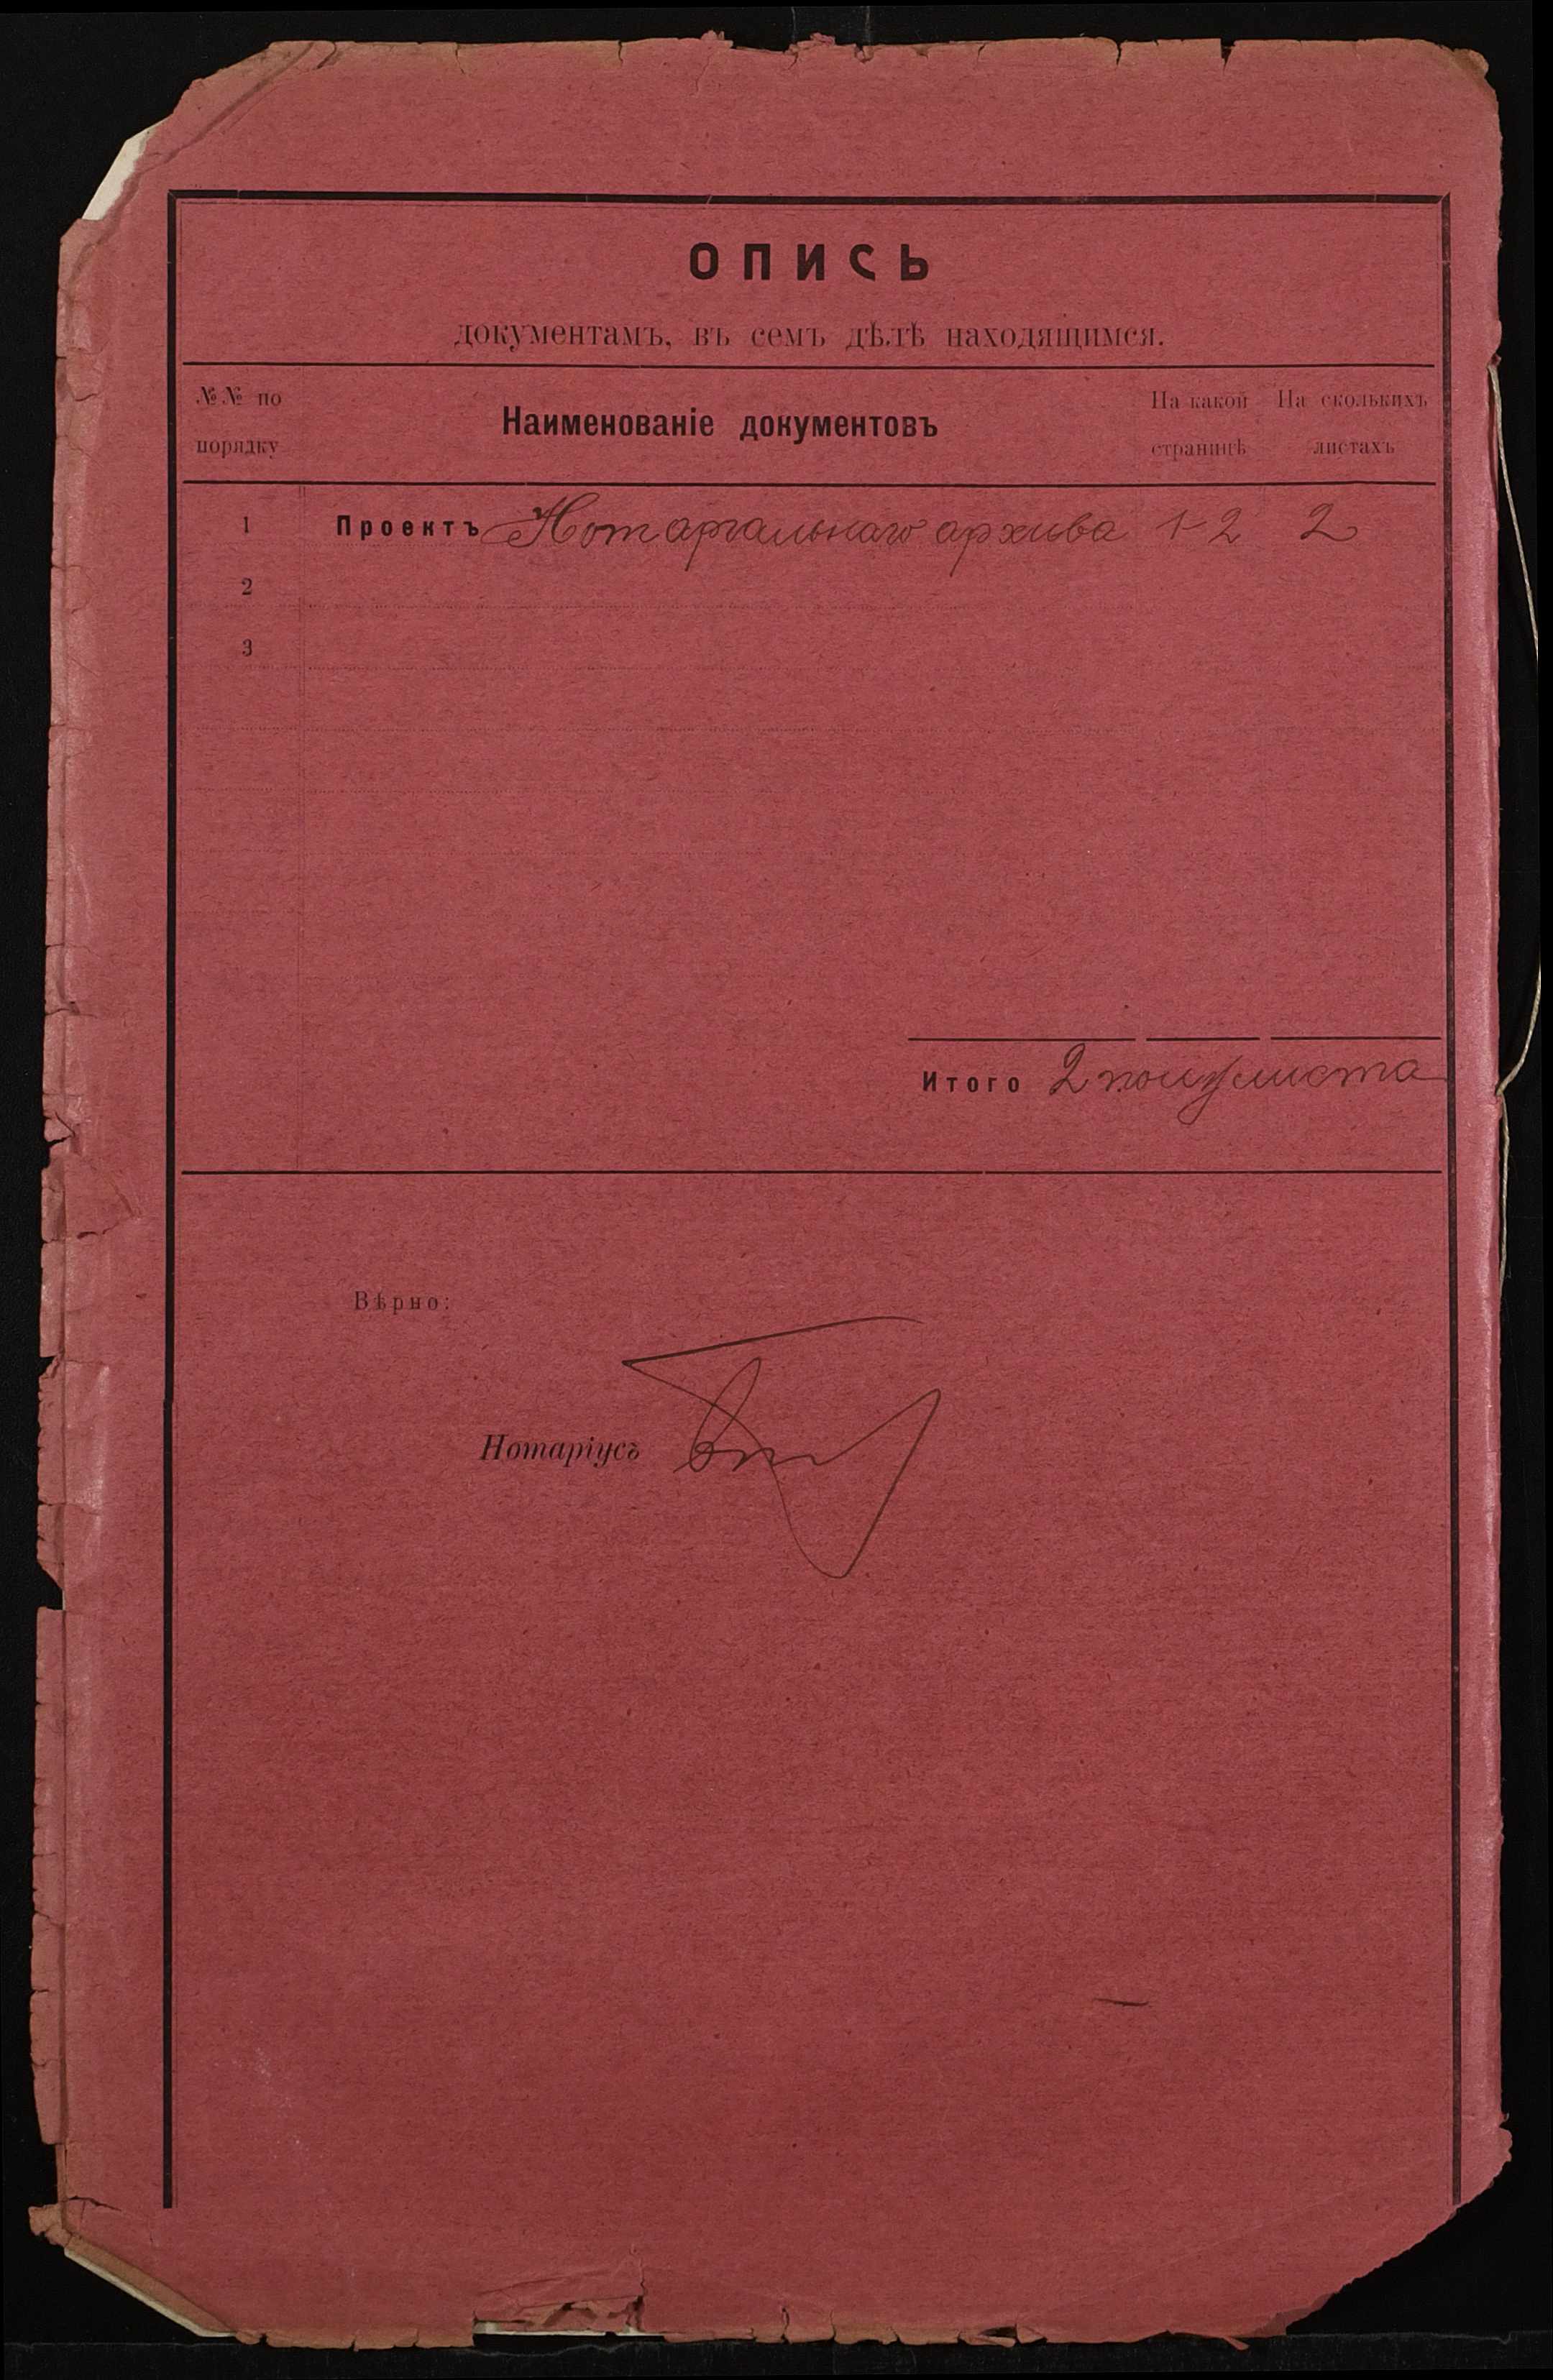 ОПИСЬ
документамъ, въ семъ дѣлѣ находящимся.
№№ по порядку
Наименованіе документовъ
На какой страницѣ
На сколькихъ листахъ
1 Проектъ Нотаріальнаго архива 1-2 2
2
3
Итого 2 полулиста
Вѣрно:
Нотаріусъ